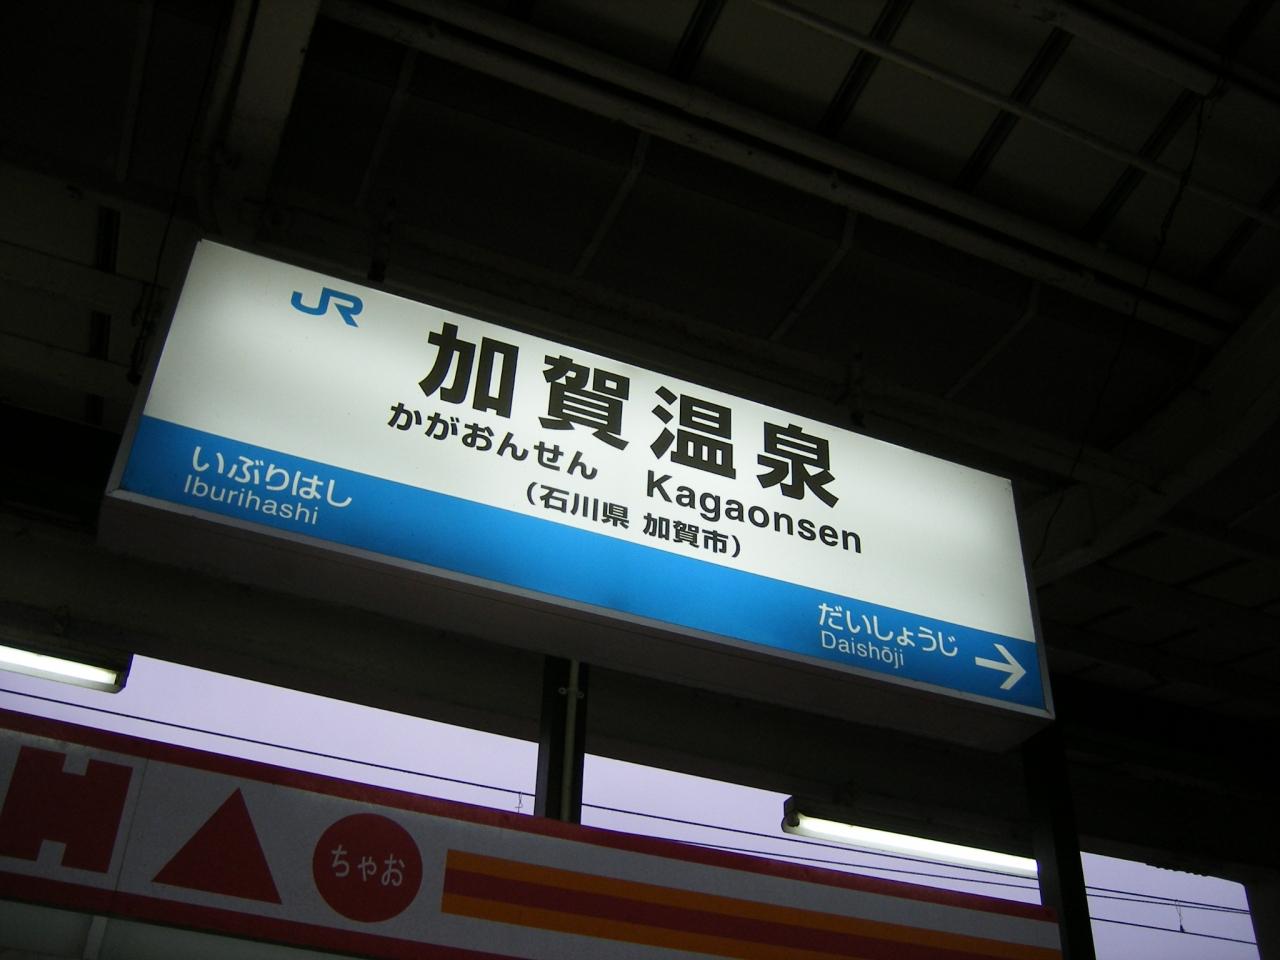 JR
加賀温泉
かがおんせん Kagaonsen
（石川県 加賀市）
いぶりはし
Iburihashi
だいしょうじ
Daishōji
→
ちゃお